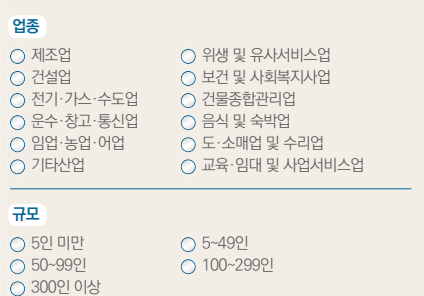 업종
제조업 위생 및 유사서비스업
건설업 보건 및 사회복지사업
전기·가스·수도업 건물종합관리업
운수·창고·통신업 음식 및 숙박업
임업·농업·어업 도·소매업 및 수리업
기타산업 교육·임대 및 사업서비스업
규모
5인 미만 5~49인
50~99인 100~299인
300인 이상